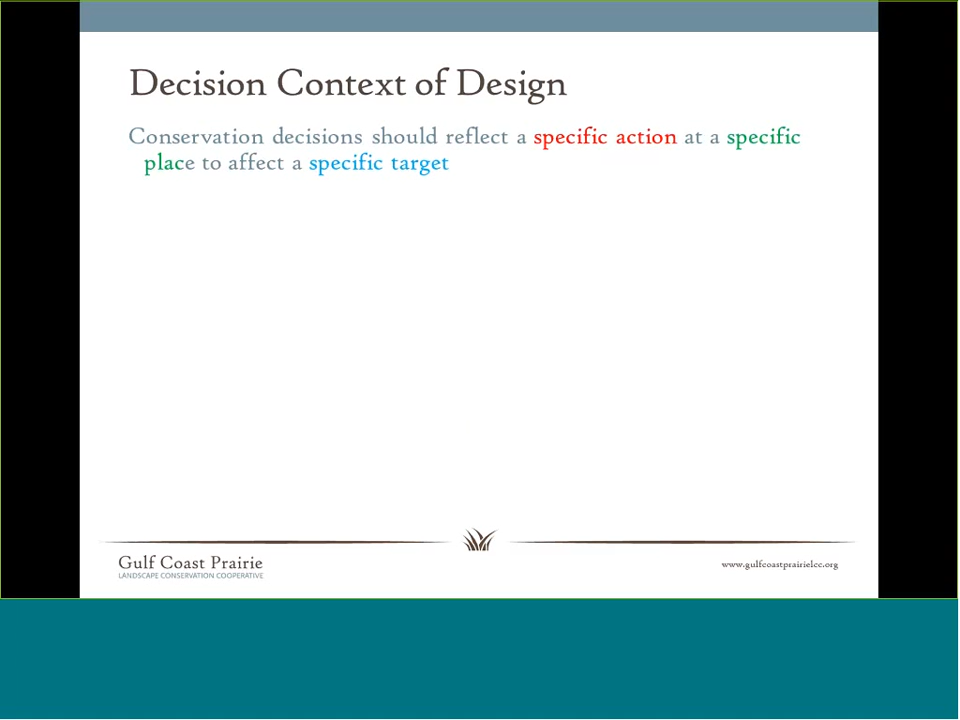 Decision Context of Design
Conservation decisions should reflect a specific action at a specific
place to affect a specific target
Gulf Coast Prairie
LANDSCAPE CONSERVATION COOPERATIVE
www.gulfcoastprairielcc.org